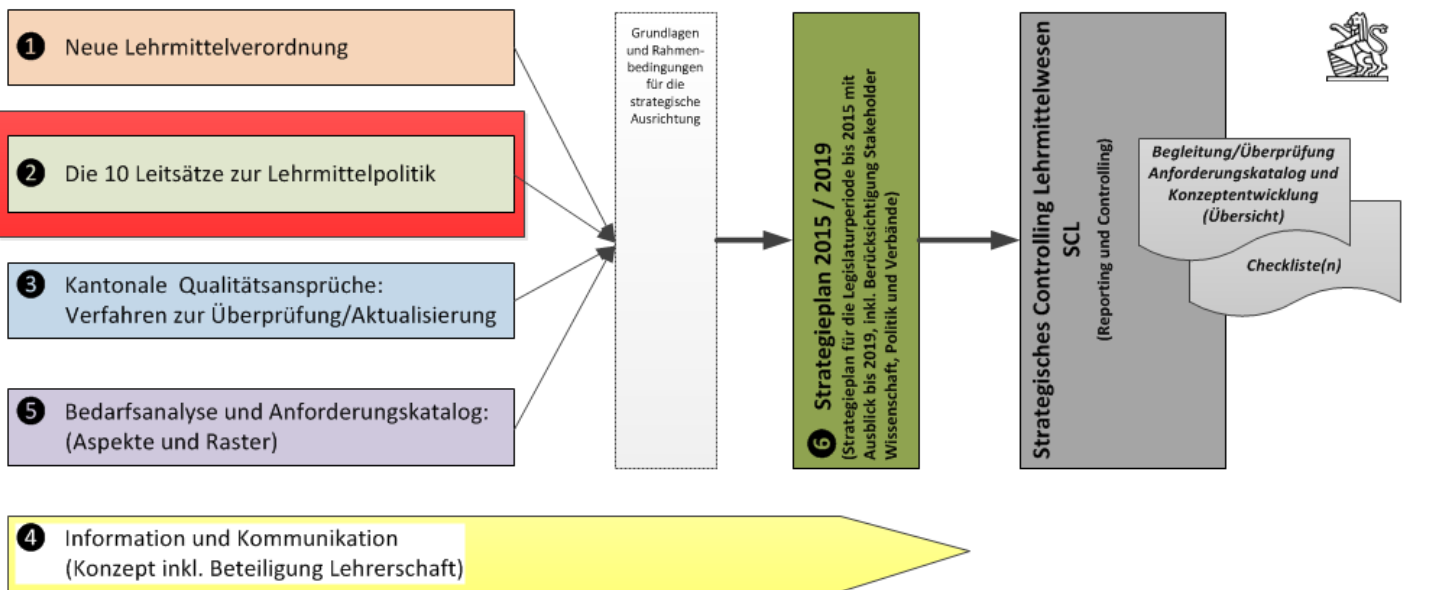 ❶ Neue Lehrmittelverordnung
❷ Die 10 Leitsätze zur Lehrmittelpolitik
❸ Kantonale Qualitätsansprüche:
Verfahren zur Überprüfung/Aktualisierung
❺ Bedarfsanalyse und Anforderungskatalog:
(Aspekte und Raster)
❹ Information und Kommunikation
(Konzept inkl. Beteiligung Lehrerschaft)
Grundlagen
und Rahmen-
bedingungen
für die
strategische
Ausrichtung
❻ Strategieplan 2015 / 2019
(Strategieplan für die Legislaturperiode bis 2015 mit
Ausblick bis 2019, inkl. Berücksichtigung Stakeholder
Wissenschaft, Politik und Verbände)
Strategisches Controlling Lehrmittelwesen
SCL
(Reporting und Controlling)
Begleitung/Überprüfung
Anforderungskatalog und
Konzeptentwicklung
(Übersicht)
Checkliste(n)